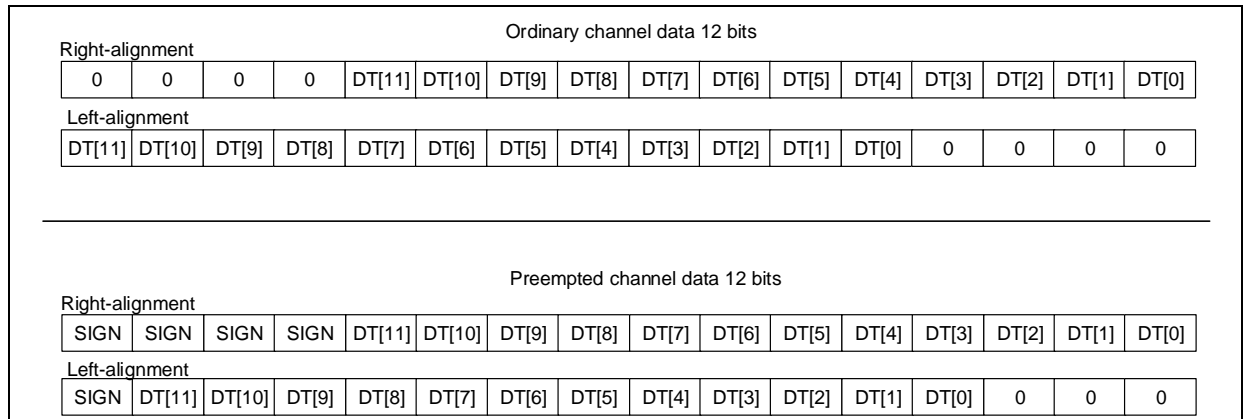 Ordinary channel data 12 bits
Right-alignment
0 0 0 0 DT[11] DT[10] DT[9] DT[8] DT[7] DT[6] DT[5] DT[4] DT[3] DT[2] DT[1] DT[0]
Left-alignment
DT[11] DT[10] DT[9] DT[8] DT[7] DT[6] DT[5] DT[4] DT[3] DT[2] DT[1] DT[0] 0 0 0 0
Preempted channel data 12 bits
Right-alignment
SIGN SIGN SIGN SIGN DT[11] DT[10] DT[9] DT[8] DT[7] DT[6] DT[5] DT[4] DT[3] DT[2] DT[1] DT[0]
Left-alignment
SIGN DT[11] DT[10] DT[9] DT[8] DT[7] DT[6] DT[5] DT[4] DT[3] DT[2] DT[1] DT[0] 0 0 0